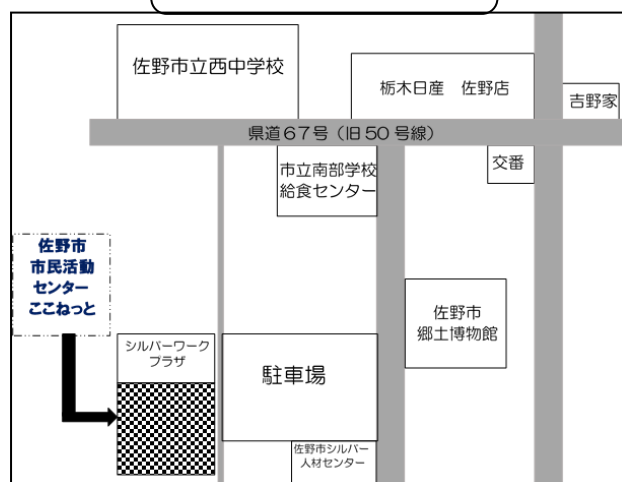 佐野市立西中学校
栃木日産　佐野店
吉野家
県道６７号（旧50号線）
市立南部学校
給食センター
交番
佐野市
市民活動
センター
ここねっと
佐野市
郷土博物館
シルバーワーク
プラザ
駐車場
佐野市シルバー
人材センター